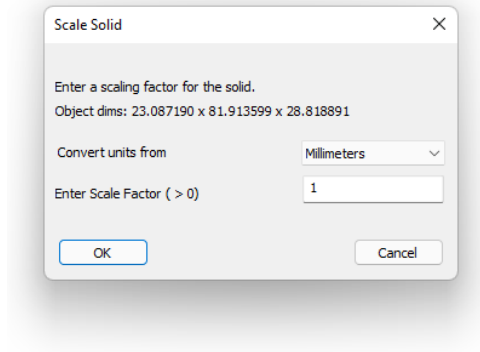 Scale Solid
Enter a scaling factor for the solid.
Object dims: 23.087190 x 81.913599 x 28.818891
Convert units from Millimeters
Enter Scale Factor ( > 0) 1
OK Cancel